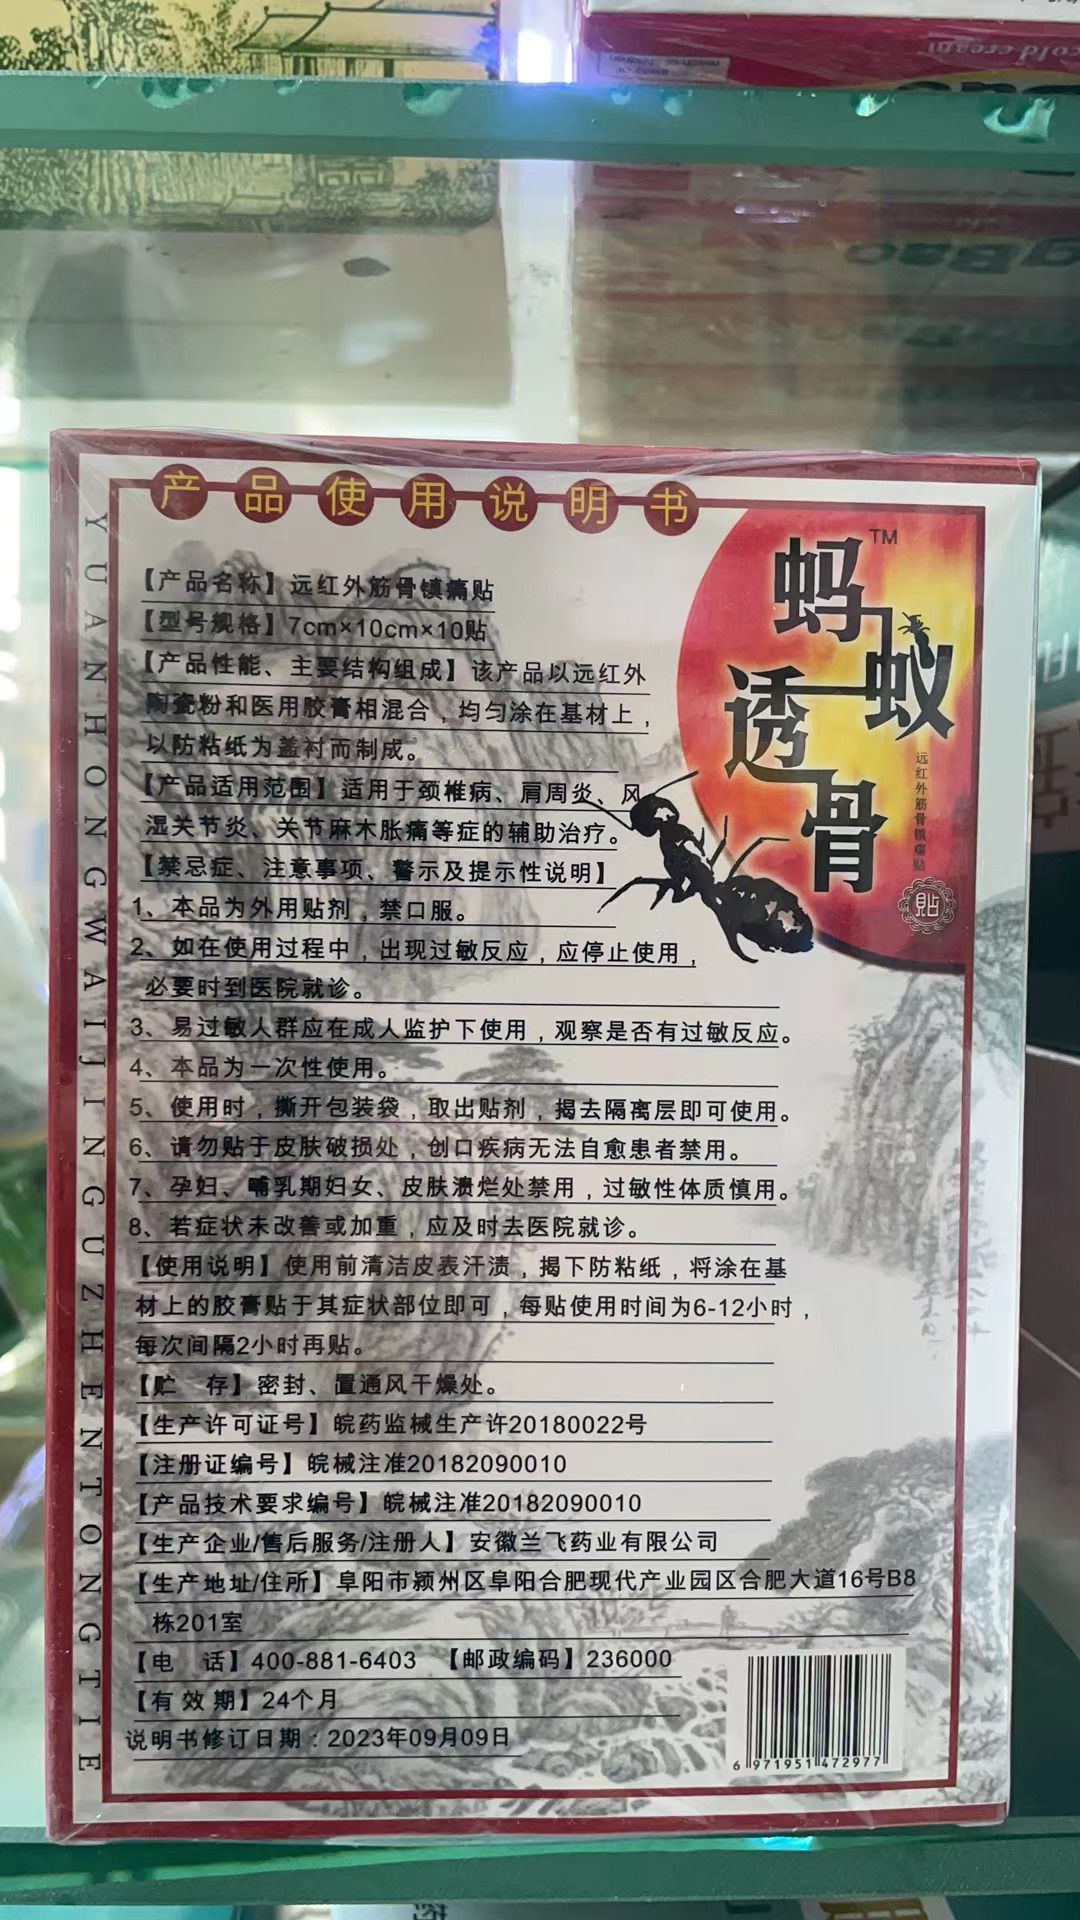 cold cream
gBao
产品使用说明书
YUANHONGWAIJINGUZHENTONGTIE
蚂蚁透骨
TM
远红外筋骨镇痛贴
貼
【产品名称】远红外筋骨镇痛贴
【型号规格】7cm×10cm×10贴
【产品性能、主要结构组成】该产品以远红外
陶瓷粉和医用胶膏相混合，均匀涂在基材上，
以防粘纸为盖衬而制成。
【产品适用范围】适用于颈椎病、肩周炎、风
湿关节炎、关节麻木胀痛等症的辅助治疗。
【禁忌症、注意事项、警示及提示性说明】
1、本品为外用贴剂，禁口服。
2、如在使用过程中，出现过敏反应，应停止使用，
必要时到医院就诊。
3、易过敏人群应在成人监护下使用，观察是否有过敏反应。
4、本品为一次性使用。
5、使用时，撕开包装袋，取出贴剂，揭去隔离层即可使用。
6、请勿贴于皮肤破损处，创口疾病无法自愈患者禁用。
7、孕妇、哺乳期妇女、皮肤溃烂处禁用，过敏性体质慎用。
8、若症状未改善或加重，应及时去医院就诊。
【使用说明】使用前清洁皮表汗渍，揭下防粘纸，将涂在基
材上的胶膏贴于其症状部位即可，每贴使用时间为6-12小时，
每次间隔2小时再贴。
【贮　存】密封、置通风干燥处。
【生产许可证号】皖药监械生产许20180022号
【注册证编号】皖械注准20182090010
【产品技术要求编号】皖械注准20182090010
【生产企业/售后服务/注册人】安徽兰飞药业有限公司
【生产地址/住所】阜阳市颍州区阜阳合肥现代产业园区合肥大道16号B8
栋201室
【电　话】400-881-6403　【邮政编码】236000
【有 效 期】24个月
说明书修订日期：2023年09月09日
6 971951 472977